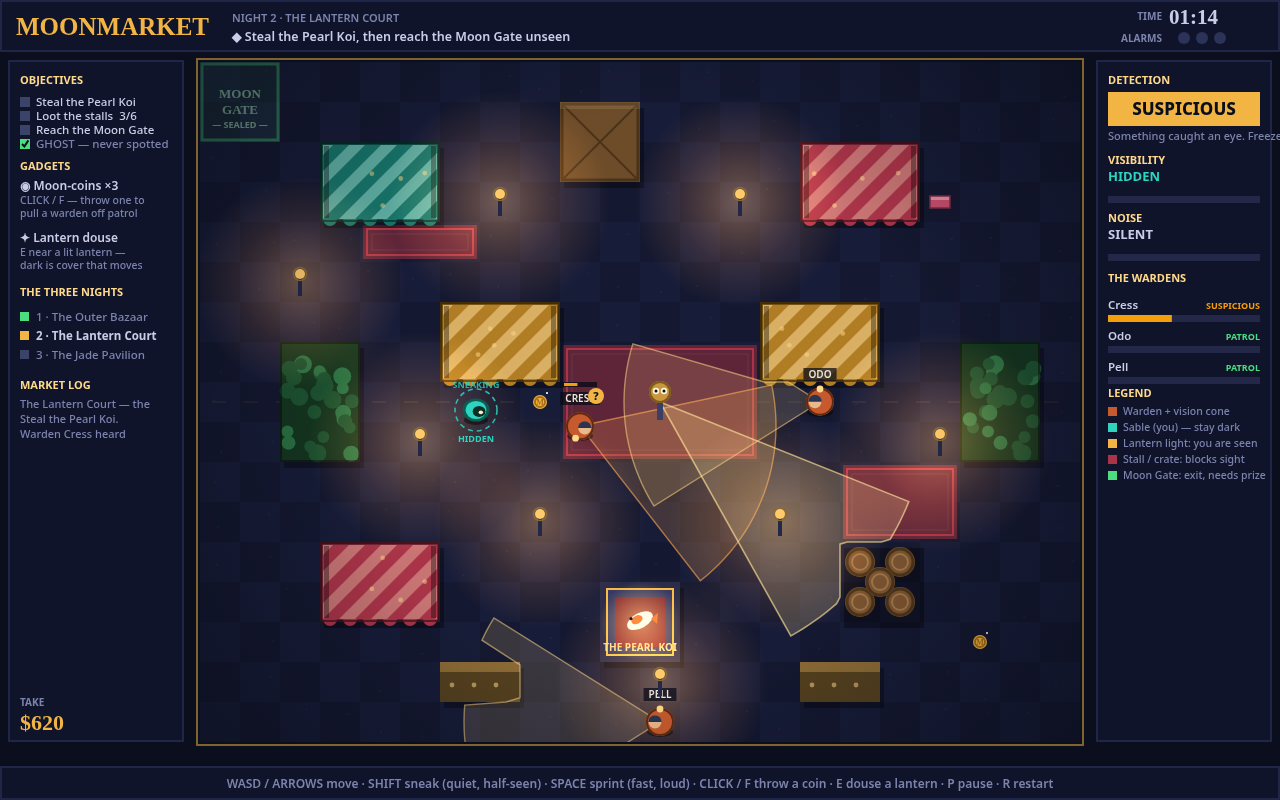 MOONMARKET
NIGHT 2 · THE LANTERN COURT
◆ Steal the Pearl Koi, then reach the Moon Gate unseen
TIME 01:14
ALARMS
OBJECTIVES
Steal the Pearl Koi
Loot the stalls 3/6
Reach the Moon Gate
GHOST — never spotted
GADGETS
◉ Moon-coins ×3
CLICK / F — throw one to
pull a warden off patrol
✦ Lantern douse
E near a lit lantern —
dark is cover that moves
THE THREE NIGHTS
1 · The Outer Bazaar
2 · The Lantern Court
3 · The Jade Pavilion
MARKET LOG
The Lantern Court — the
Steal the Pearl Koi.
Warden Cress heard
TAKE
$620
MOON
GATE
— SEALED —
SNEAKING
HIDDEN
CRES
?
ODO
THE PEARL KOI
PELL
DETECTION
SUSPICIOUS
Something caught an eye. Freeze
VISIBILITY
HIDDEN
NOISE
SILENT
THE WARDENS
Cress SUSPICIOUS
Odo PATROL
Pell PATROL
LEGEND
Warden + vision cone
Sable (you) — stay dark
Lantern light: you are seen
Stall / crate: blocks sight
Moon Gate: exit, needs prize
WASD / ARROWS move · SHIFT sneak (quiet, half-seen) · SPACE sprint (fast, loud) · CLICK / F throw a coin · E douse a lantern · P pause · R restart